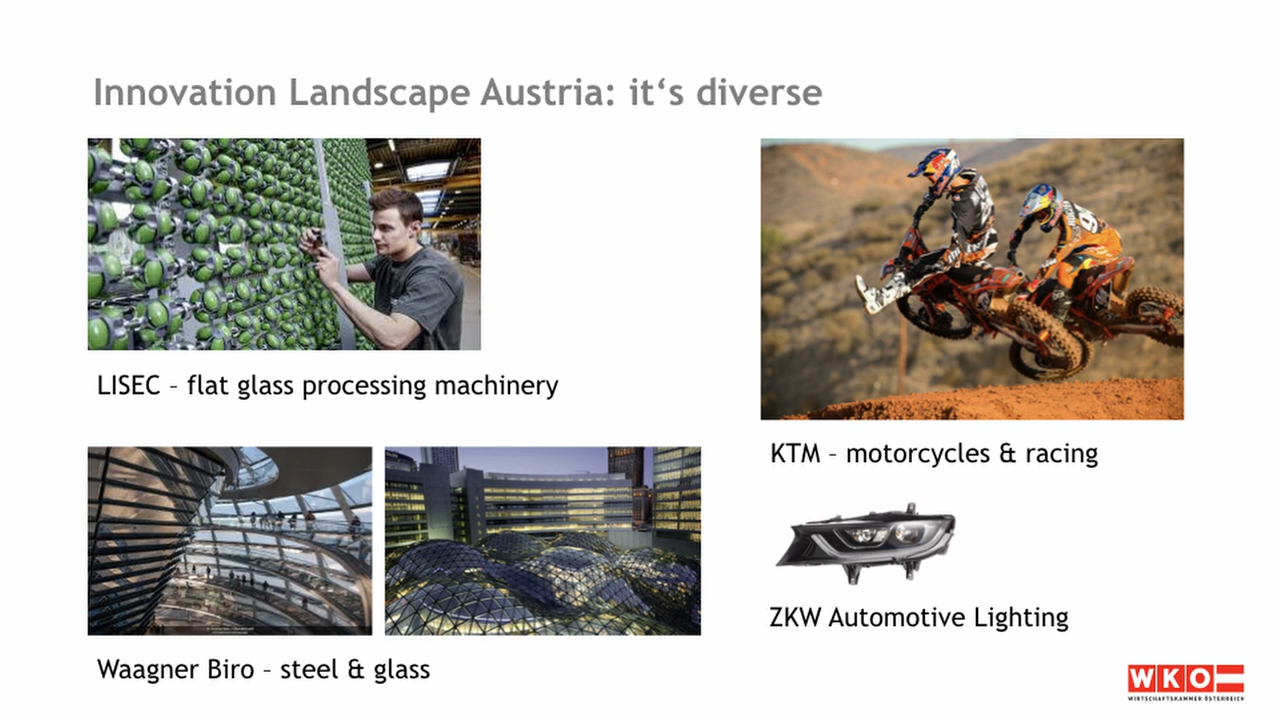 Innovation Landscape Austria: it‘s diverse
LISEC – flat glass processing machinery
KTM – motorcycles & racing
ZKW Automotive Lighting
Waagner Biro – steel & glass
WKO
WIRTSCHAFTSKAMMER ÖSTERREICH